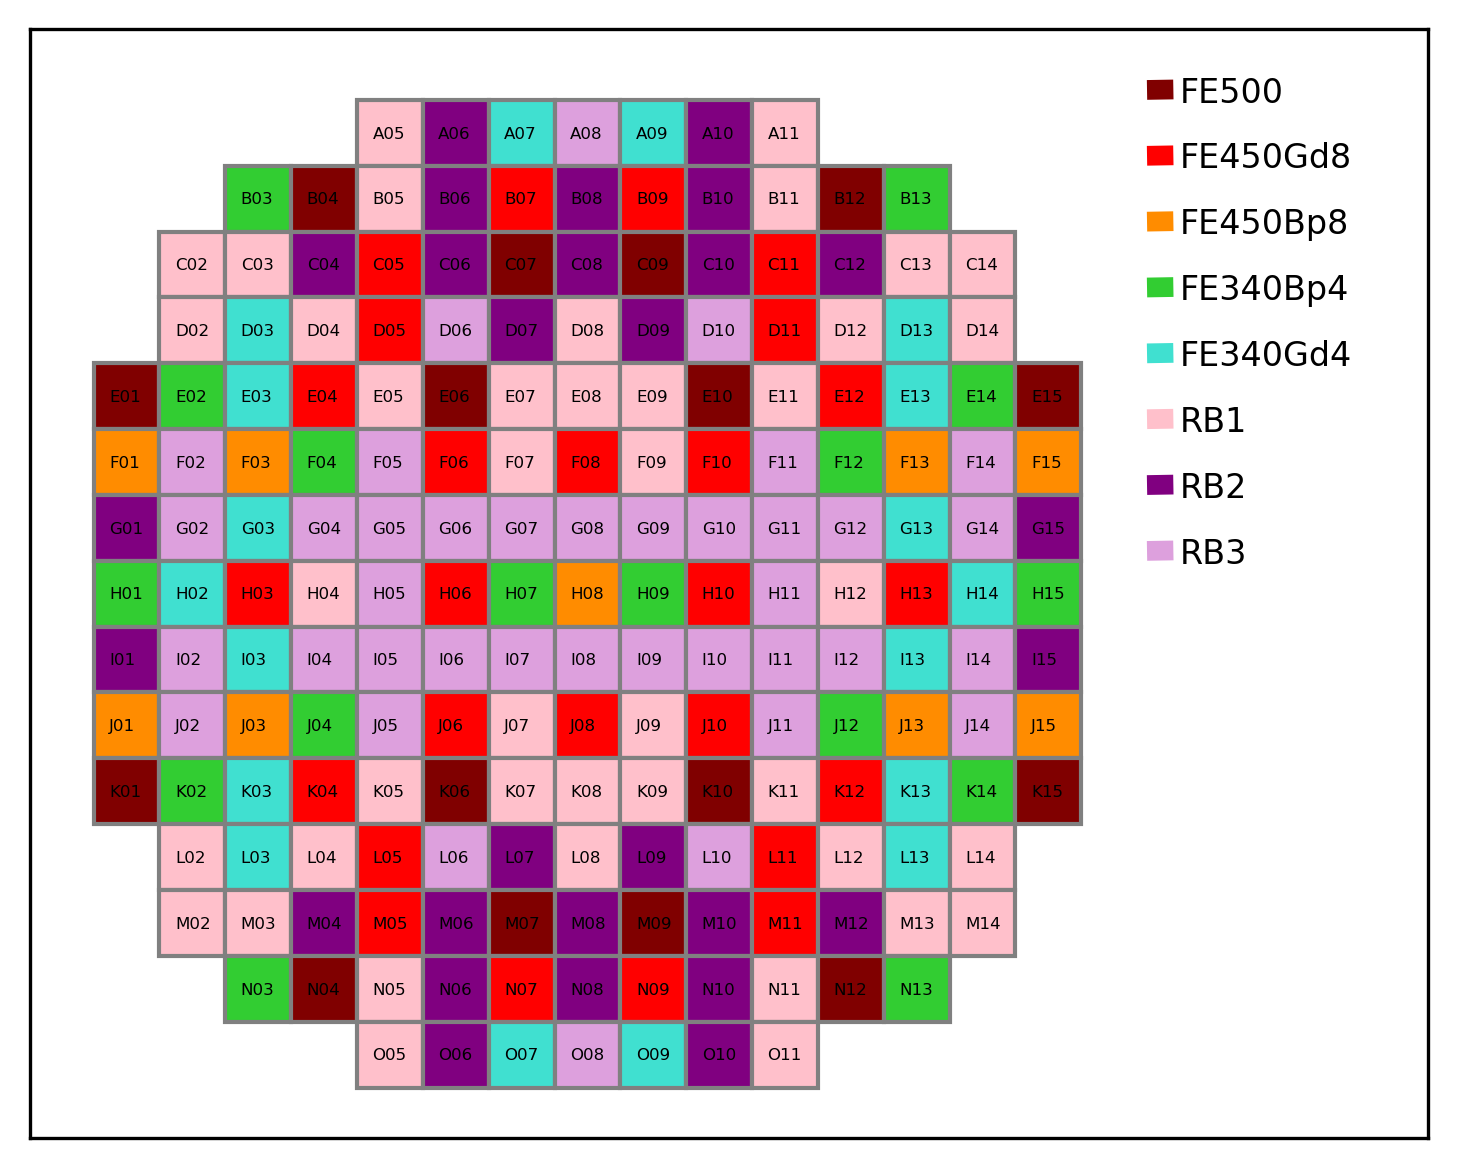 A05 A06 A07 A08 A09 A10 A11
B03 B04 B05 B06 B07 B08 B09 B10 B11 B12 B13
C02 C03 C04 C05 C06 C07 C08 C09 C10 C11 C12 C13 C14
D02 D03 D04 D05 D06 D07 D08 D09 D10 D11 D12 D13 D14
E01 E02 E03 E04 E05 E06 E07 E08 E09 E10 E11 E12 E13 E14 E15
F01 F02 F03 F04 F05 F06 F07 F08 F09 F10 F11 F12 F13 F14 F15
G01 G02 G03 G04 G05 G06 G07 G08 G09 G10 G11 G12 G13 G14 G15
H01 H02 H03 H04 H05 H06 H07 H08 H09 H10 H11 H12 H13 H14 H15
I01 I02 I03 I04 I05 I06 I07 I08 I09 I10 I11 I12 I13 I14 I15
J01 J02 J03 J04 J05 J06 J07 J08 J09 J10 J11 J12 J13 J14 J15
K01 K02 K03 K04 K05 K06 K07 K08 K09 K10 K11 K12 K13 K14 K15
L02 L03 L04 L05 L06 L07 L08 L09 L10 L11 L12 L13 L14
M02 M03 M04 M05 M06 M07 M08 M09 M10 M11 M12 M13 M14
N03 N04 N05 N06 N07 N08 N09 N10 N11 N12 N13
O05 O06 O07 O08 O09 O10 O11
FE500
FE450Gd8
FE450Bp8
FE340Bp4
FE340Gd4
RB1
RB2
RB3